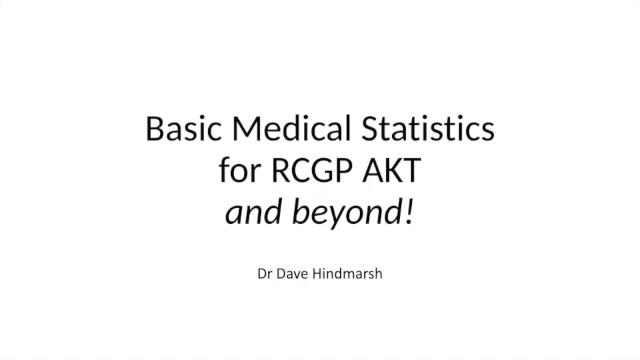 Basic Medical Statistics
for RCGP AKT
and beyond!
Dr Dave Hindmarsh